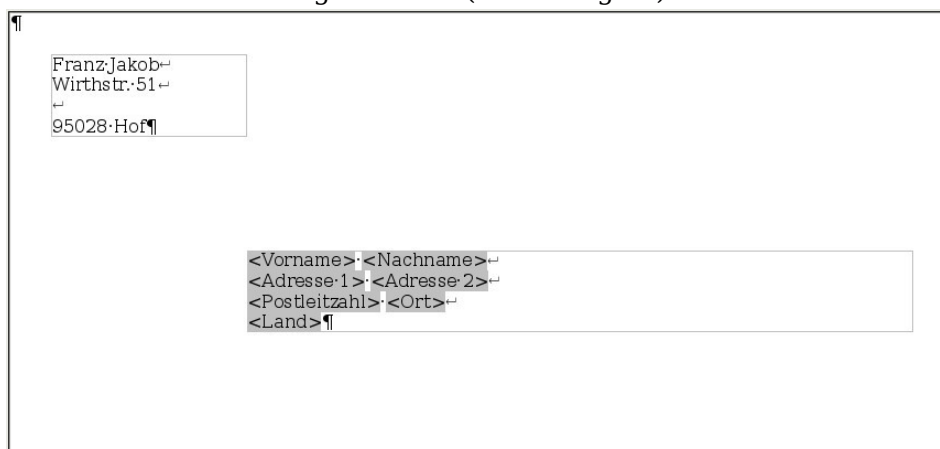 ¶
Franz·Jakob↵
Wirthstr.·51↵
↵
95028·Hof¶
<Vorname>·<Nachname>↵
<Adresse·1>·<Adresse·2>↵
<Postleitzahl>·<Ort>↵
<Land>¶